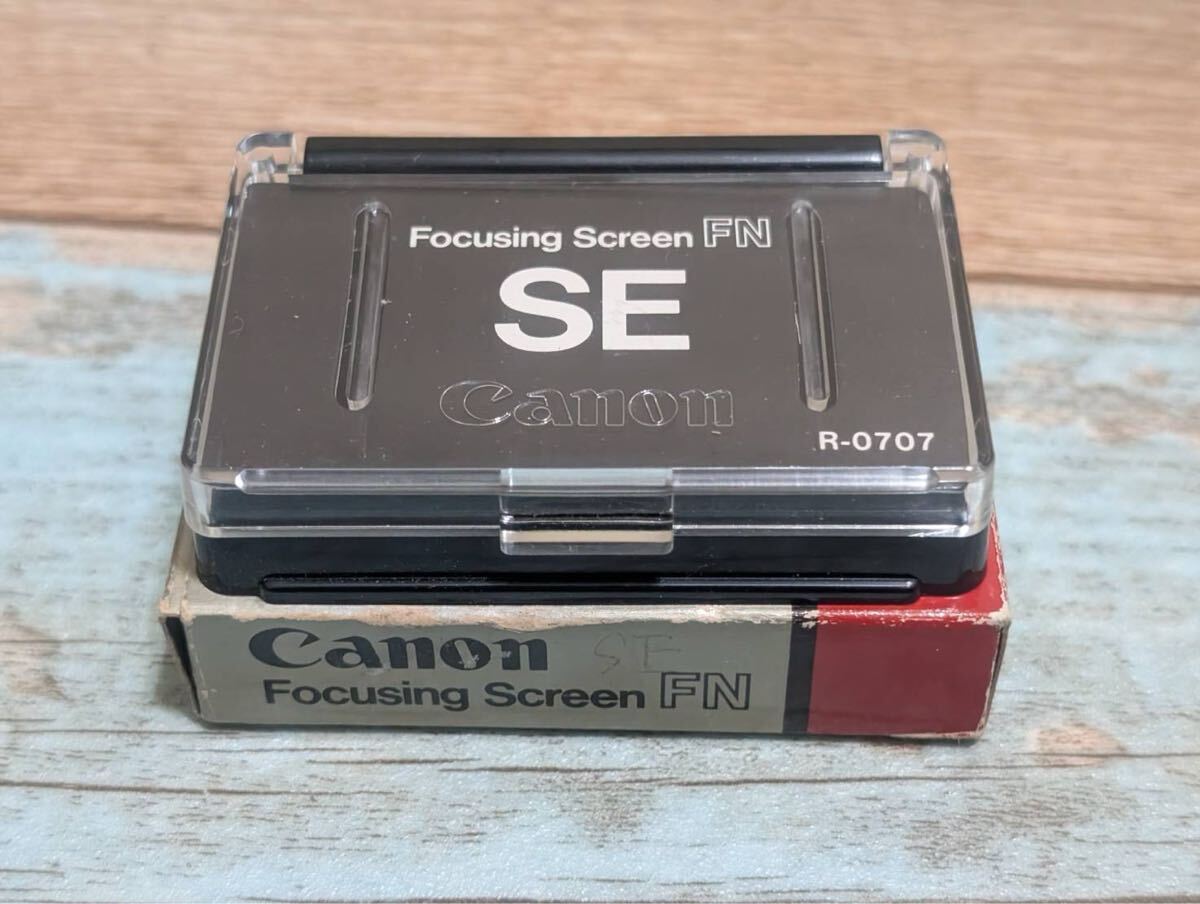 Focusing Screen FN
SE
Canon
R-0707
Canon SE
Focusing Screen FN